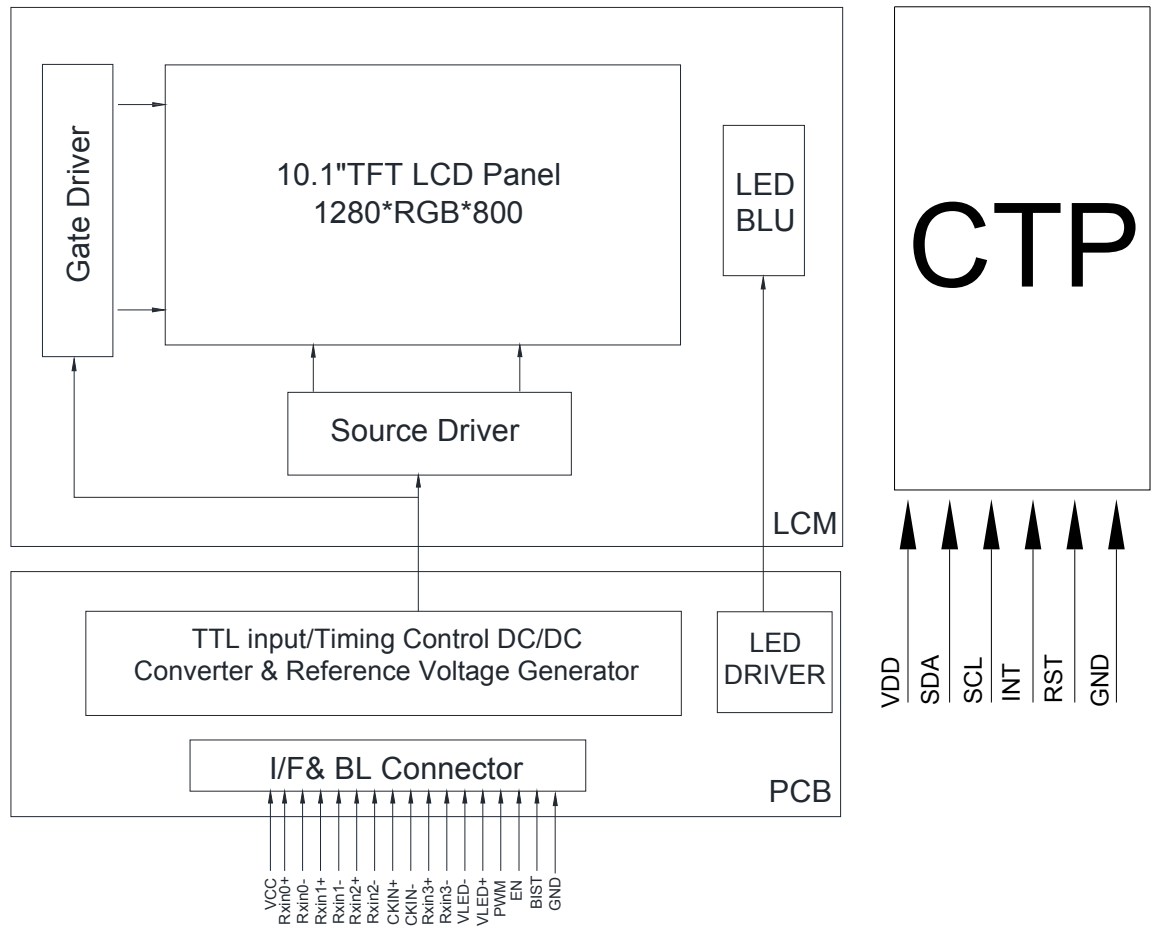 Gate Driver
10.1"TFT LCD Panel
1280*RGB*800
LED
BLU
Source Driver
LCM
TTL input/Timing Control DC/DC
Converter & Reference Voltage Generator
LED
DRIVER
I/F& BL Connector
PCB
VCC
Rxin0+
Rxin0-
Rxin1+
Rxin1-
Rxin2+
Rxin2-
CKIN+
CKIN-
Rxin3+
Rxin3-
VLED-
VLED+
PWM
EN
BIST
GND
CTP
VDD
SDA
SCL
INT
RST
GND